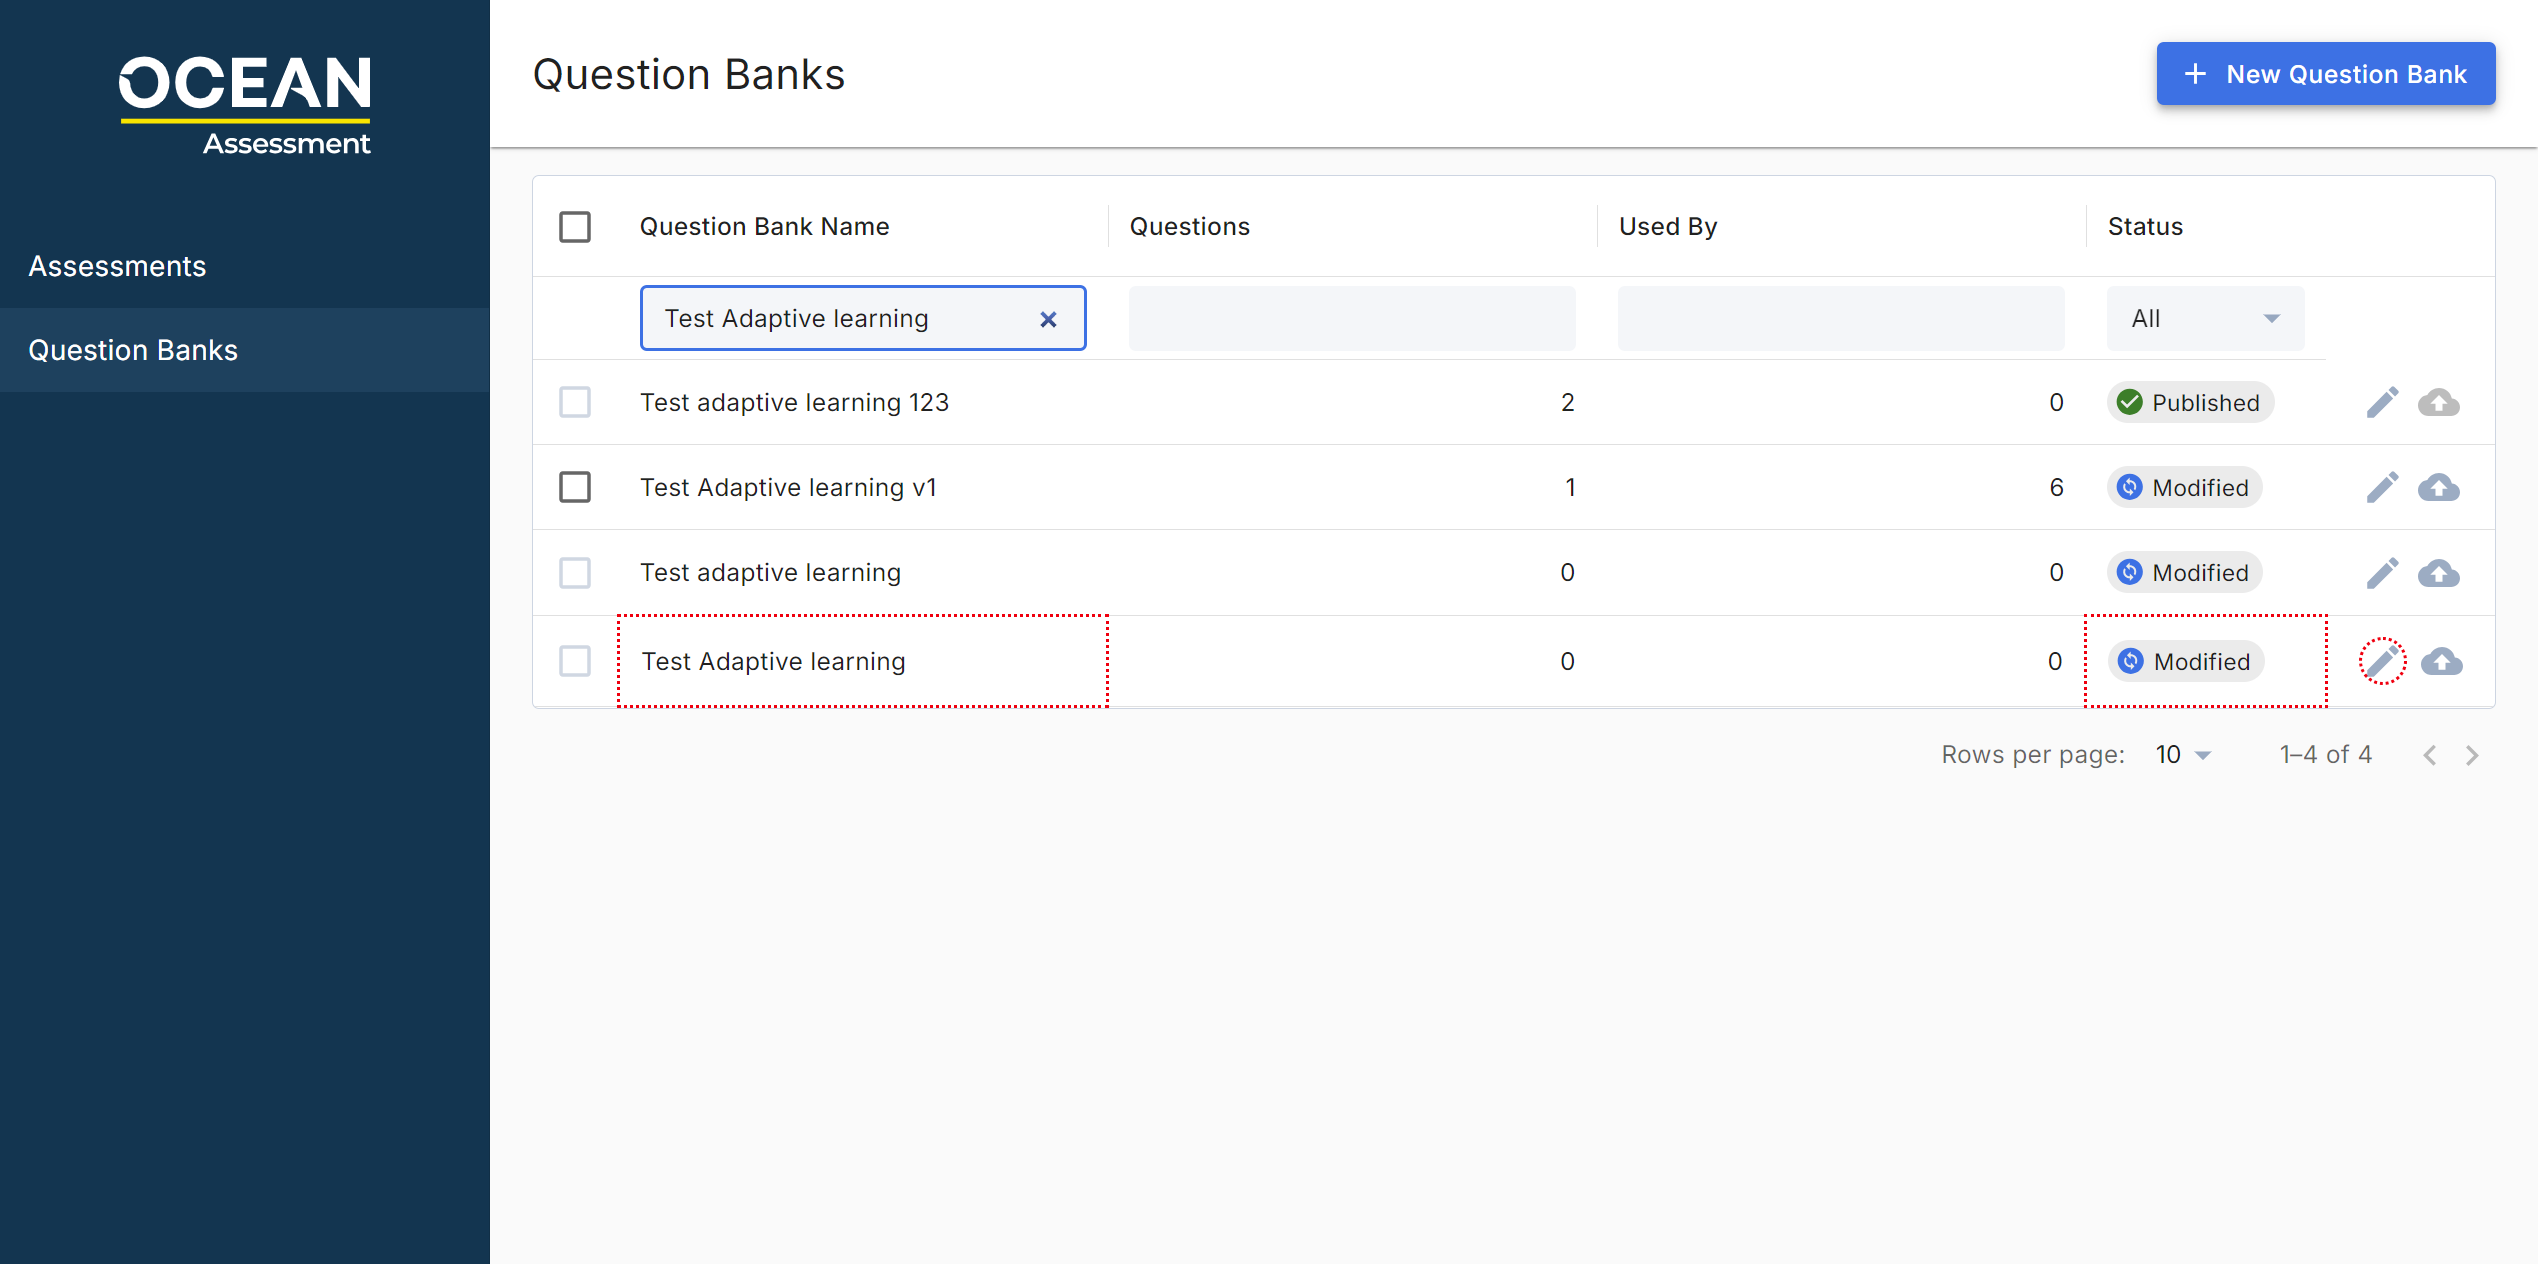 OCEAN
Assessment
Assessments
Question Banks
Question Banks
+ New Question Bank
Question Bank Name Questions Used By Status
Test Adaptive learning × All
Test adaptive learning 123 2 0 Published
Test Adaptive learning v1 1 6 Modified
Test adaptive learning 0 0 Modified
Test Adaptive learning 0 0 Modified
Rows per page: 10 1–4 of 4